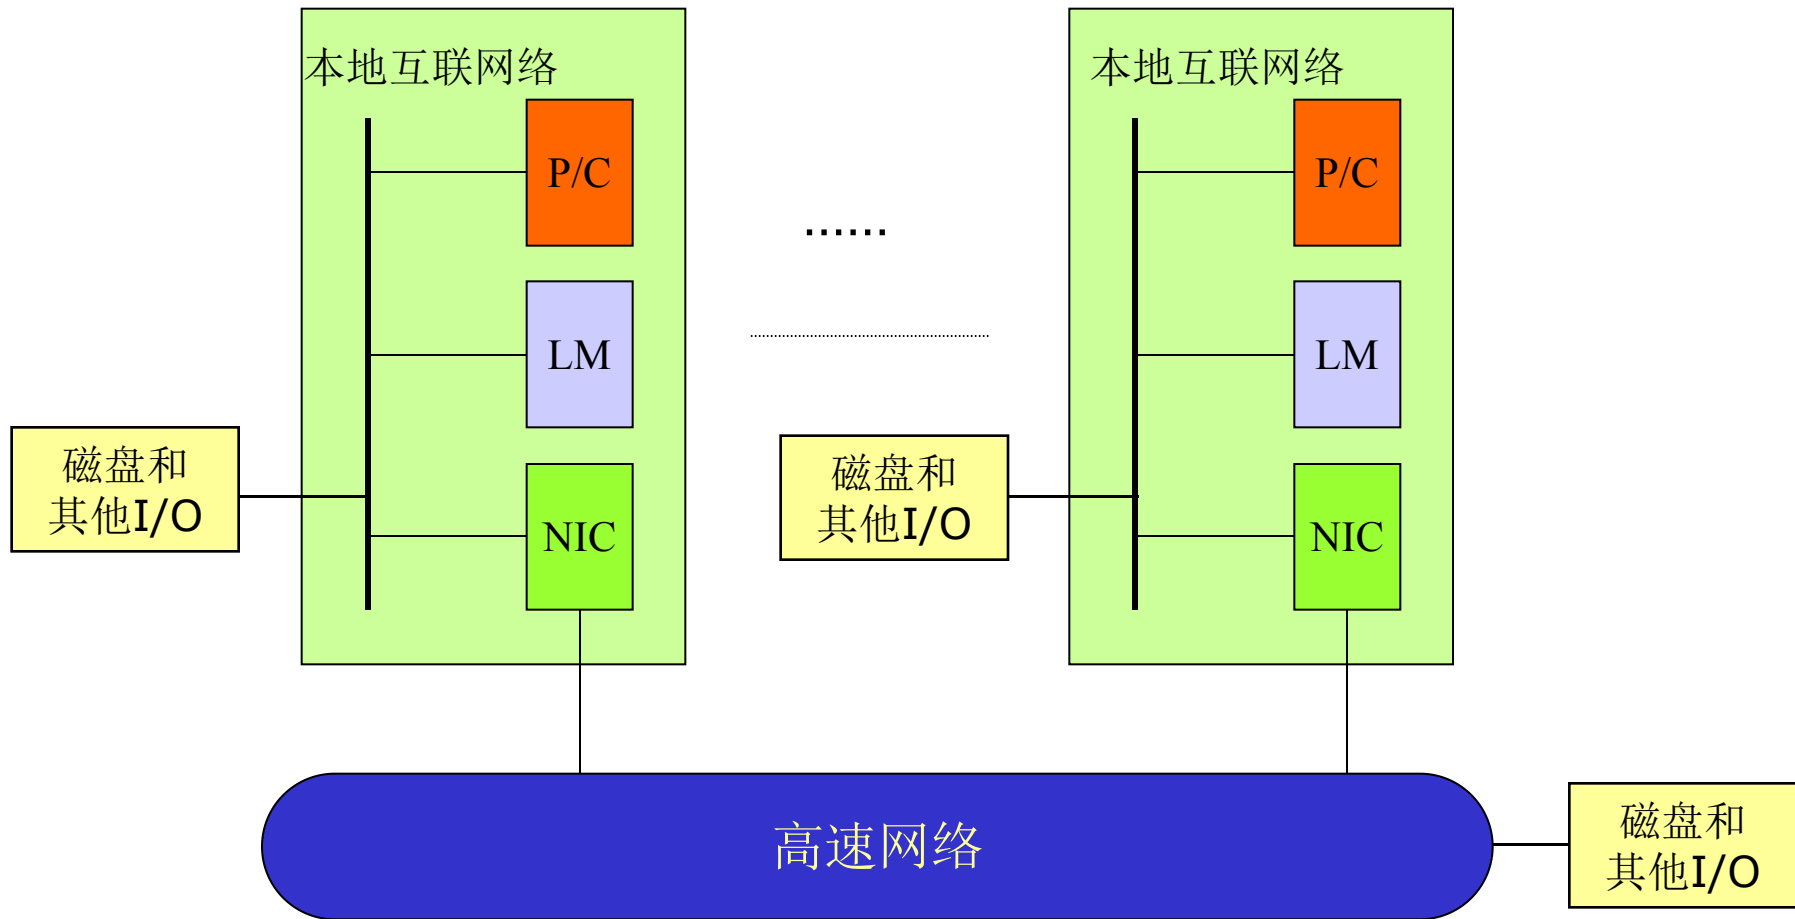 本地互联网络
P/C
LM
NIC
磁盘和
其他I/O
......
本地互联网络
P/C
LM
NIC
磁盘和
其他I/O
高速网络
磁盘和
其他I/O